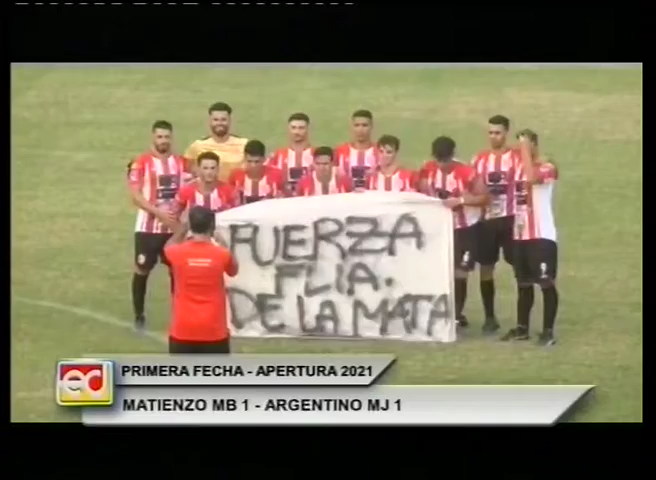 FUERZA
FLIA.
DE LA MATA
ed
PRIMERA FECHA - APERTURA 2021
MATIENZO MB 1 - ARGENTINO MJ 1